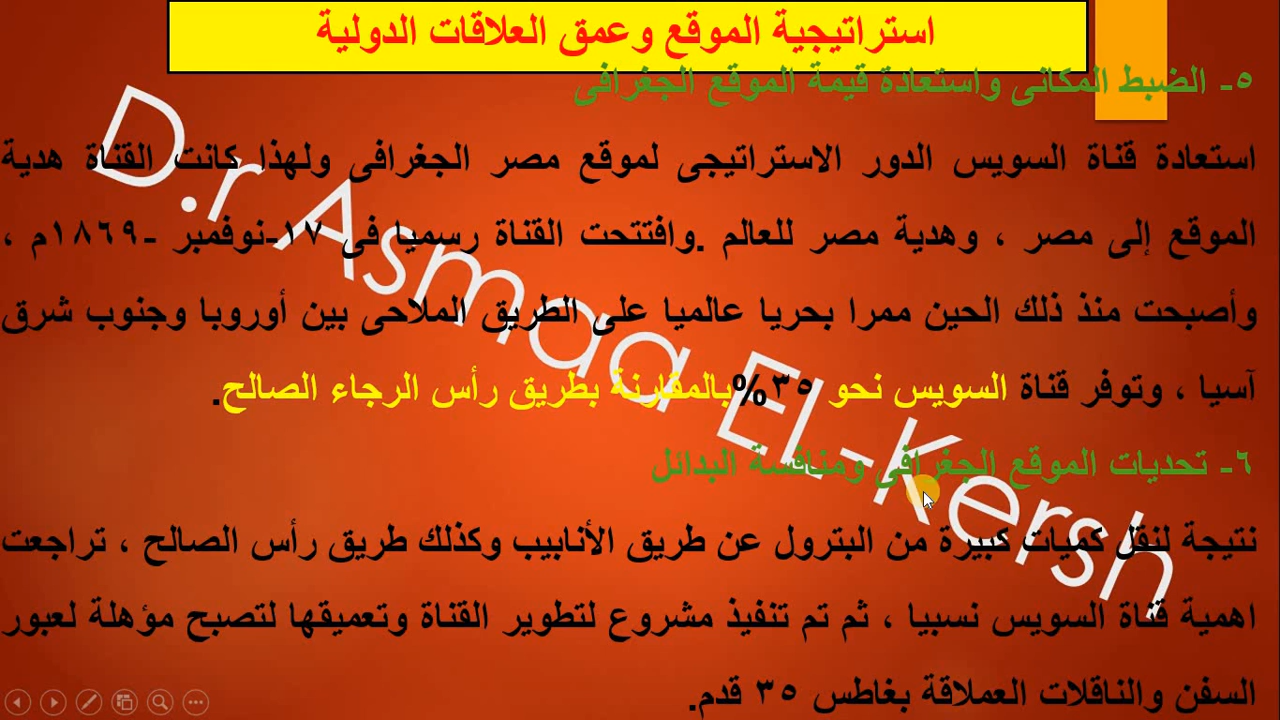 استراتيجية الموقع وعمق العلاقات الدولية
٥- الضبط المكانى واستعادة قيمة الموقع الجغرافى
استعادة قناة السويس الدور الاستراتيجى لموقع مصر الجغرافى ولهذا كانت القناة هدية
الموقع إلى مصر ، وهدية مصر للعالم .وافتتحت القناة رسميا فى ١٧-نوفمبر -١٨٦٩م ،
وأصبحت منذ ذلك الحين ممرا بحريا عالميا على الطريق الملاحى بين أوروبا وجنوب شرق
آسيا ، وتوفر قناة السويس نحو ٣٥%بالمقارنة بطريق رأس الرجاء الصالح.
٦- تحديات الموقع الجغرافى ومنافسة البدائل
نتيجة لنقل كميات كبيرة من البترول عن طريق الأنابيب وكذلك طريق رأس الصالح ، تراجعت
اهمية قناة السويس نسبيا ، ثم تم تنفيذ مشروع لتطوير القناة وتعميقها لتصبح مؤهلة لعبور
السفن والناقلات العملاقة بغاطس ٣٥ قدم.
D.r Asmaa EL-Kersh